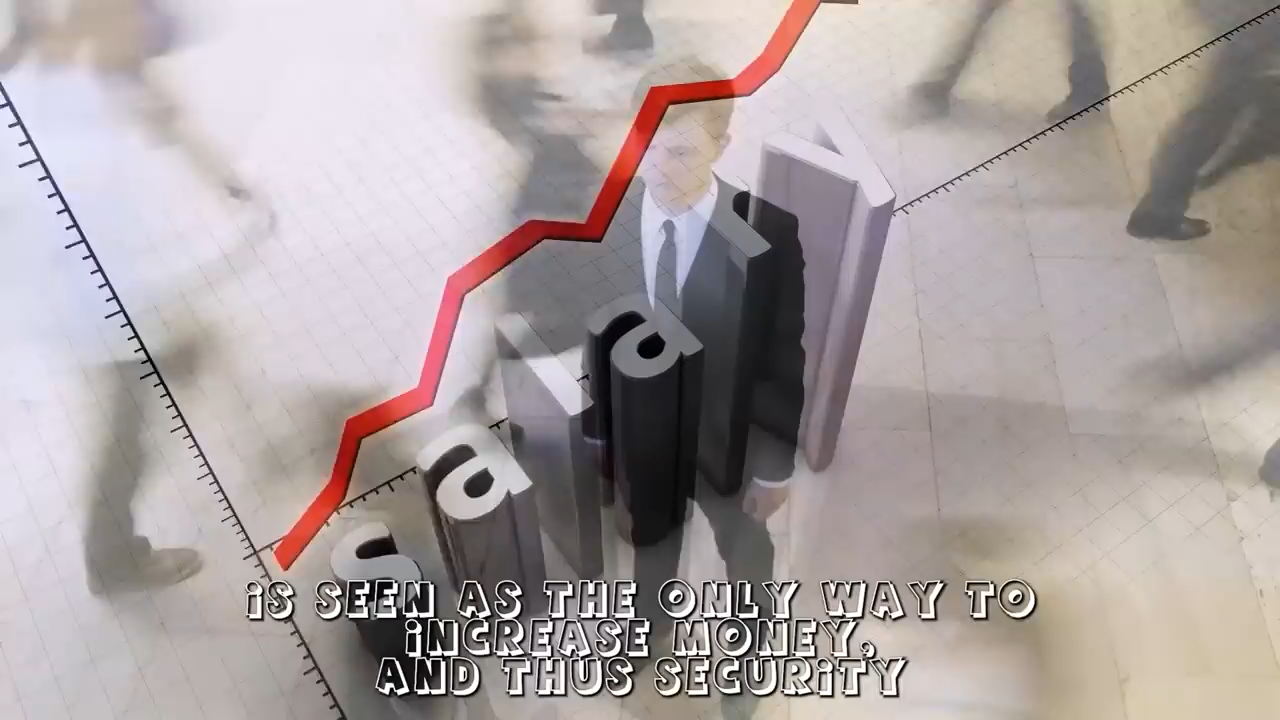 salary
iS SEEN AS THE ONLY WAY TO
iNCREASE MONEY,
AND THUS SECURiTY